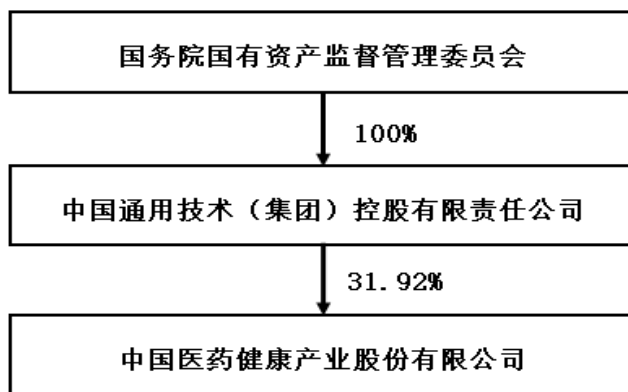 国务院国有资产监督管理委员会
100%
中国通用技术（集团）控股有限责任公司
31.92%
中国医药健康产业股份有限公司